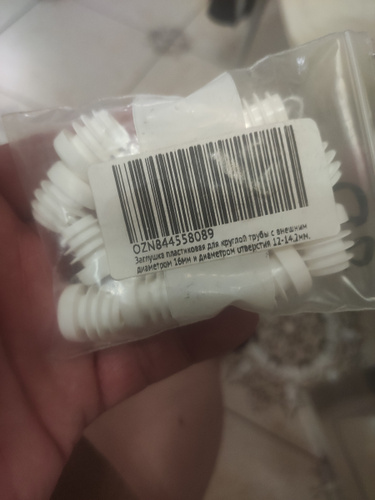 OZN844558089
Заглушка пластиковая для круглой трубы с внешним
диаметром 16мм и диаметром отверстия 12-14,2мм.